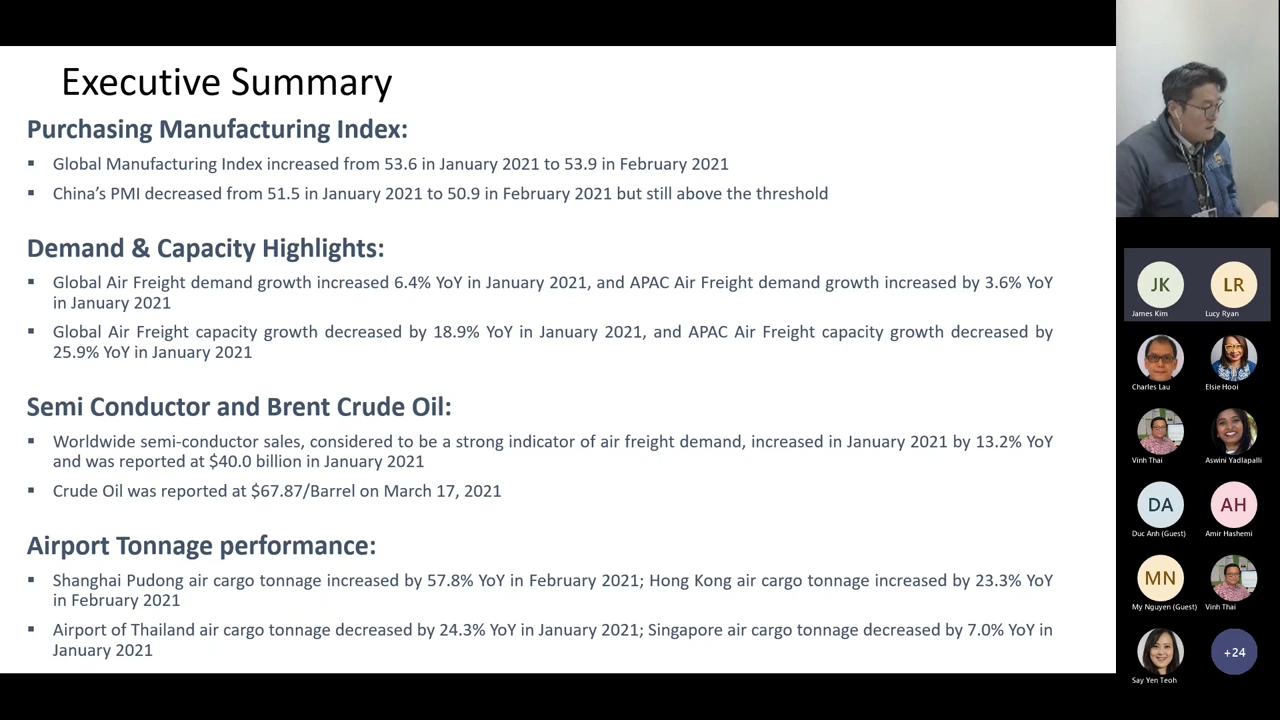 Executive Summary
Purchasing Manufacturing Index:
▪ Global Manufacturing Index increased from 53.6 in January 2021 to 53.9 in February 2021
▪ China's PMI decreased from 51.5 in January 2021 to 50.9 in February 2021 but still above the threshold
Demand & Capacity Highlights:
▪ Global Air Freight demand growth increased 6.4% YoY in January 2021, and APAC Air Freight demand growth increased by 3.6% YoY
in January 2021
▪ Global Air Freight capacity growth decreased by 18.9% YoY in January 2021, and APAC Air Freight capacity growth decreased by
25.9% YoY in January 2021
Semi Conductor and Brent Crude Oil:
▪ Worldwide semi-conductor sales, considered to be a strong indicator of air freight demand, increased in January 2021 by 13.2% YoY
and was reported at $40.0 billion in January 2021
▪ Crude Oil was reported at $67.87/Barrel on March 17, 2021
Airport Tonnage performance:
▪ Shanghai Pudong air cargo tonnage increased by 57.8% YoY in February 2021; Hong Kong air cargo tonnage increased by 23.3% YoY
in February 2021
▪ Airport of Thailand air cargo tonnage decreased by 24.3% YoY in January 2021; Singapore air cargo tonnage decreased by 7.0% YoY in
January 2021
JK LR
James Kim Lucy Ryan
Charles Lau Elsie Hooi
Vinh Thai Aswini Yadlapalli
DA AH
Duc Anh (Guest) Amir Hashemi
MN
My Nguyen (Guest) Vinh Thai
+24
Say Yen Teoh